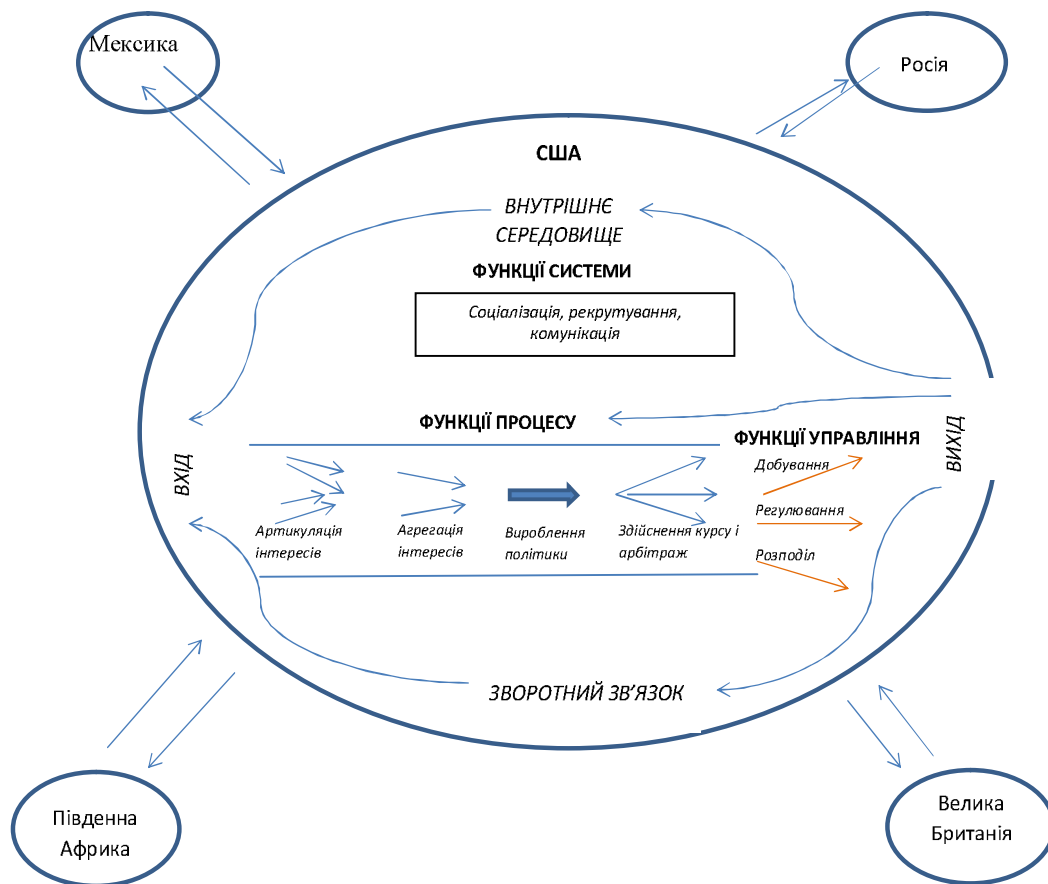 Мексика
Росія
США
ВНУТРІШНЄ
СЕРЕДОВИЩЕ
ФУНКЦІЇ СИСТЕМИ
Соціалізація, рекрутування,
комунікація
ФУНКЦІЇ ПРОЦЕСУ
ФУНКЦІЇ УПРАВЛІННЯ
ВХІД
ВИХІД
Добування
Регулювання
Розподіл
Артикуляція
інтересів
Агрегація
інтересів
Вироблення
політики
Здійснення курсу і
арбітраж
ЗВОРОТНИЙ ЗВ’ЯЗОК
Південна
Африка
Велика
Британія